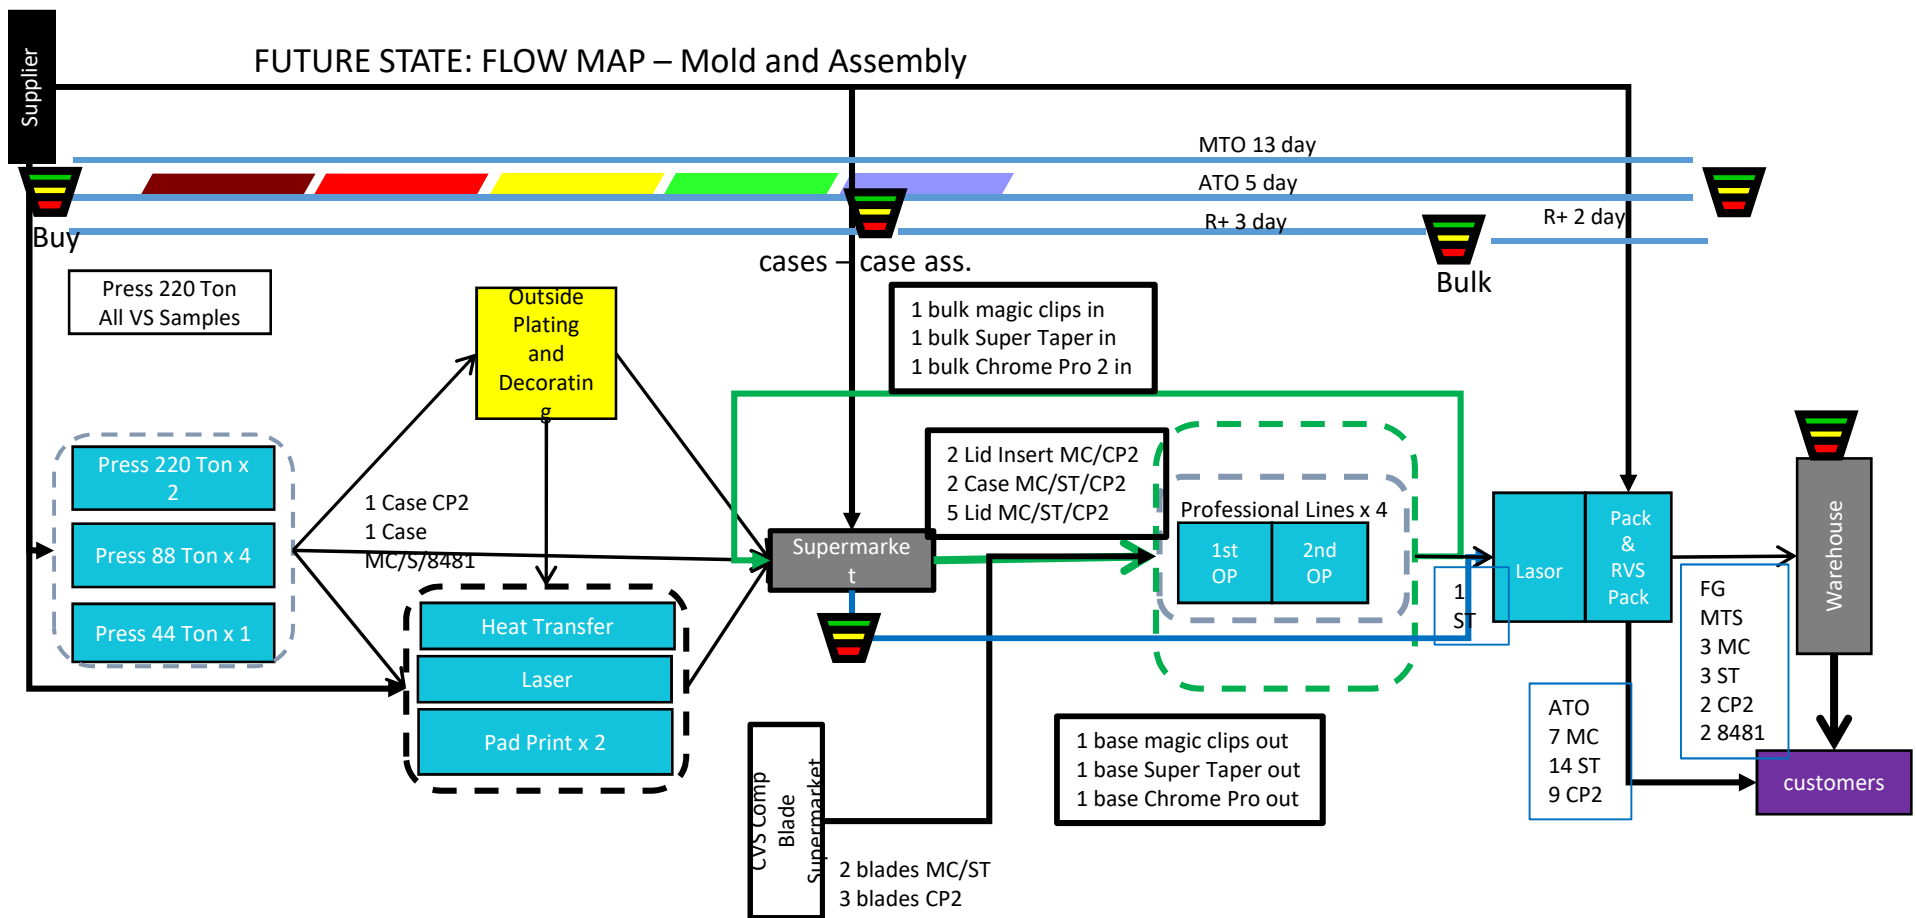 Supplier
FUTURE STATE: FLOW MAP – Mold and Assembly
MTO 13 day
ATO 5 day
R+ 3 day
R+ 2 day
Buy
cases – case ass.
Bulk
Press 220 Ton
All VS Samples
Outside
Plating
and
Decoratin
g
1 bulk magic clips in
1 bulk Super Taper in
1 bulk Chrome Pro 2 in
Press 220 Ton x
2
Press 88 Ton x 4
Press 44 Ton x 1
1 Case CP2
1 Case
MC/S/8481
Heat Transfer
Laser
Pad Print x 2
Supermarke
t
2 Lid Insert MC/CP2
2 Case MC/ST/CP2
5 Lid MC/ST/CP2
Professional Lines x 4
1st
OP
2nd
OP
1
ST
Lasor
Pack
&
RVS
Pack
Warehouse
FG
MTS
3 MC
3 ST
2 CP2
2 8481
ATO
7 MC
14 ST
9 CP2
customers
CVS Comp
Blade
Supermarket
2 blades MC/ST
3 blades CP2
1 base magic clips out
1 base Super Taper out
1 base Chrome Pro out